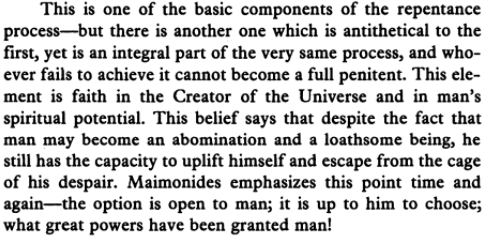 This is one of the basic components of the repentance
process—but there is another one which is antithetical to the
first, yet is an integral part of the very same process, and who-
ever fails to achieve it cannot become a full penitent. This ele-
ment is faith in the Creator of the Universe and in man's
spiritual potential. This belief says that despite the fact that
man may become an abomination and a loathsome being, he
still has the capacity to uplift himself and escape from the cage
of his despair. Maimonides emphasizes this point time and
again—the option is open to man; it is up to him to choose;
what great powers have been granted man!